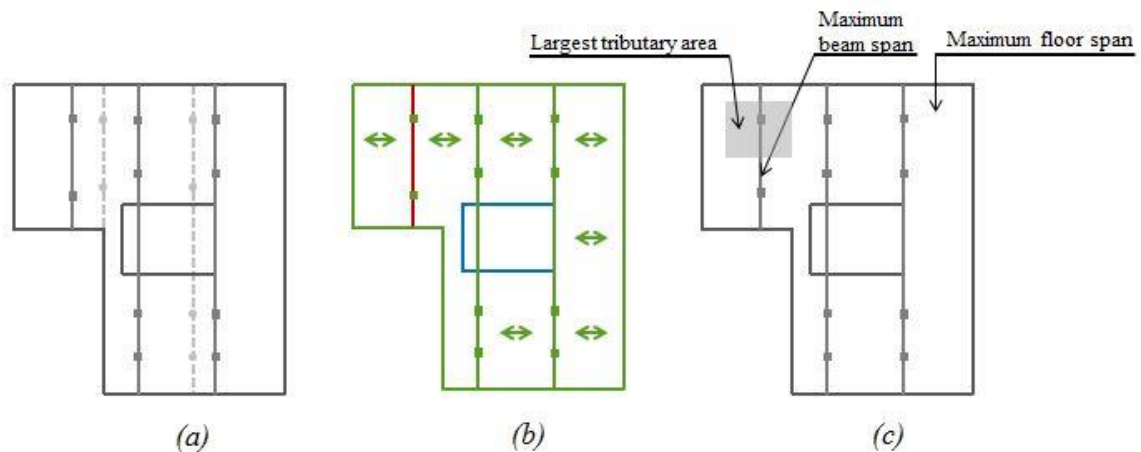 Largest tributary area
Maximum
beam span
Maximum floor span
(a)
(b)
(c)